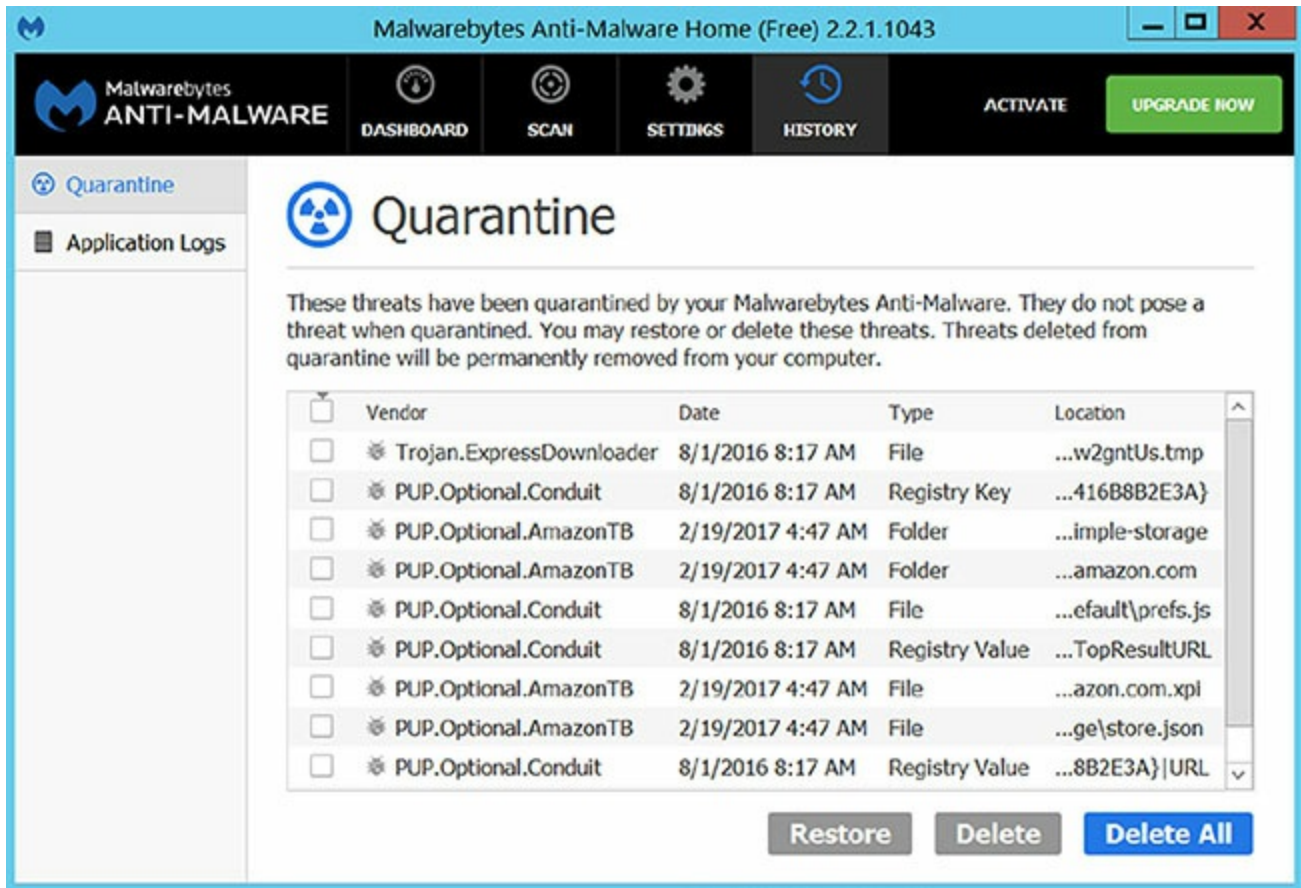 Malwarebytes Anti-Malware Home (Free) 2.2.1.1043
Malwarebytes
ANTI-MALWARE
DASHBOARD
SCAN
SETTINGS
HISTORY
ACTIVATE
UPGRADE NOW
Quarantine
Application Logs
Quarantine
These threats have been quarantined by your Malwarebytes Anti-Malware. They do not pose a
threat when quarantined. You may restore or delete these threats. Threats deleted from
quarantine will be permanently removed from your computer.
Vendor Date Type Location
Trojan.ExpressDownloader 8/1/2016 8:17 AM File ...w2gntUs.tmp
PUP.Optional.Conduit 8/1/2016 8:17 AM Registry Key ...416B8B2E3A}
PUP.Optional.AmazonTB 2/19/2017 4:47 AM Folder ...imple-storage
PUP.Optional.AmazonTB 2/19/2017 4:47 AM Folder ...amazon.com
PUP.Optional.Conduit 8/1/2016 8:17 AM File ...efault\prefs.js
PUP.Optional.Conduit 8/1/2016 8:17 AM Registry Value ...TopResultURL
PUP.Optional.AmazonTB 2/19/2017 4:47 AM File ...azon.com.xpi
PUP.Optional.AmazonTB 2/19/2017 4:47 AM File ...ge\store.json
PUP.Optional.Conduit 8/1/2016 8:17 AM Registry Value ...8B2E3A}|URL
Restore Delete Delete All